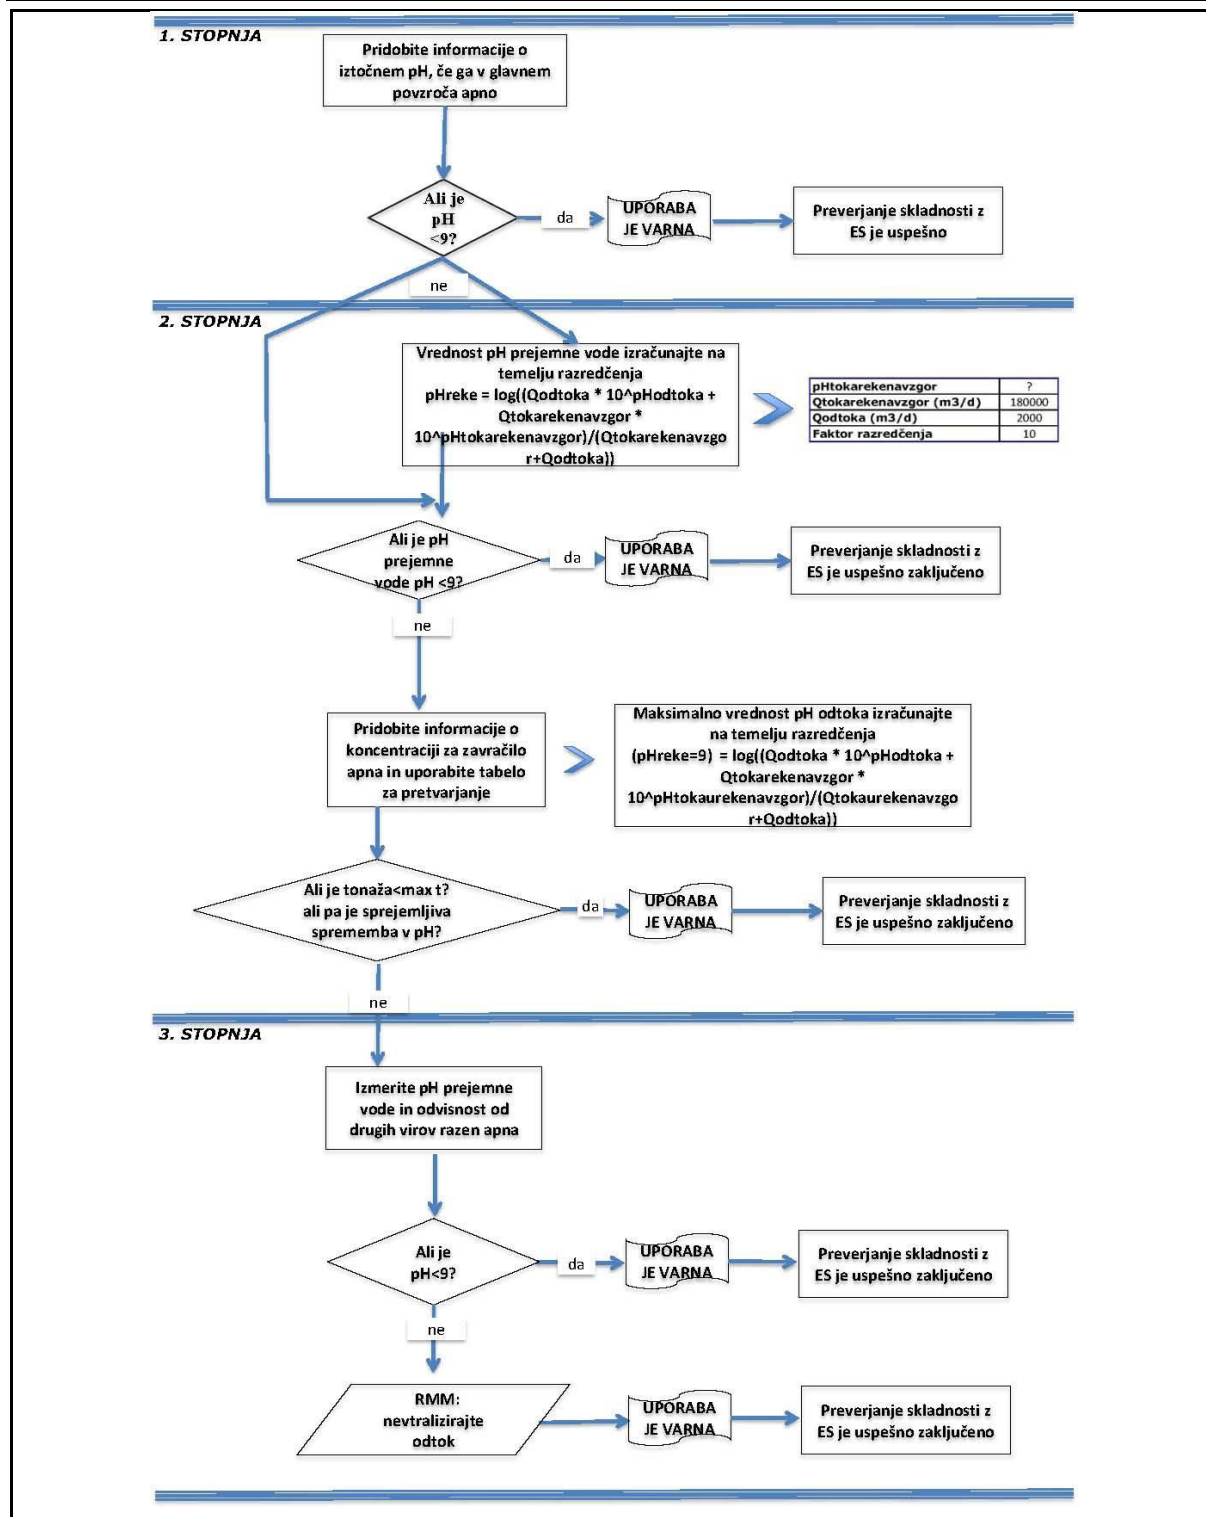 1. STOPNJA
Pridobite informacije o
iztočnem pH, če ga v glavnem
povzroča apno
Ali je
pH
<9?
da
UPORABA
JE VARNA
Preverjanje skladnosti z
ES je uspešno
ne
2. STOPNJA
Vrednost pH prejemne vode izračunajte na
temelju razredčenja
pHreke = log((Qodtoka * 10^pHodtoka +
Qtokarekenavzgor *
10^pHtokarekenavzgor)/(Qtokarekenavzgo
r+Qodtoka))
pHtokarekenavzgor ?
Qtokarekenavzgor (m3/d) 180000
Qodtoka (m3/d) 2000
Faktor razredčenja 10
Ali je pH
prejemne
vode pH <9?
da
UPORABA
JE VARNA
Preverjanje skladnosti z
ES je uspešno zaključeno
ne
Pridobite informacije o
koncentraciji za zavračilo
apna in uporabite tabelo
za pretvarjanje
Maksimalno vrednost pH odtoka izračunajte
na temelju razredčenja
(pHreke=9) = log((Qodtoka * 10^pHodtoka +
Qtokarekenavzgor *
10^pHtokaurekenavzgor)/(Qtokaurekenavzgo
r+Qodtoka))
Ali je tonaža<max t?
ali pa je sprejemljiva
sprememba v pH?
da
UPORABA
JE VARNA
Preverjanje skladnosti z
ES je uspešno zaključeno
ne
3. STOPNJA
Izmerite pH prejemne
vode in odvisnost od
drugih virov razen apna
Ali je
pH<9?
da
UPORABA
JE VARNA
Preverjanje skladnosti z
ES je uspešno zaključeno
ne
RMM:
nevtralizirajte
odtok
UPORABA
JE VARNA
Preverjanje skladnosti z
ES je uspešno zaključeno